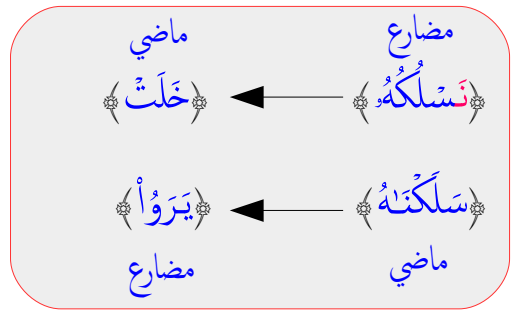 مضارع ماضي
﴿نَسْلُكُهُۥ﴾ ﴿خَلَتْ﴾
﴿سَلَكْنَـٰهُ﴾ ﴿يَرَوُاْ﴾
ماضي مضارع